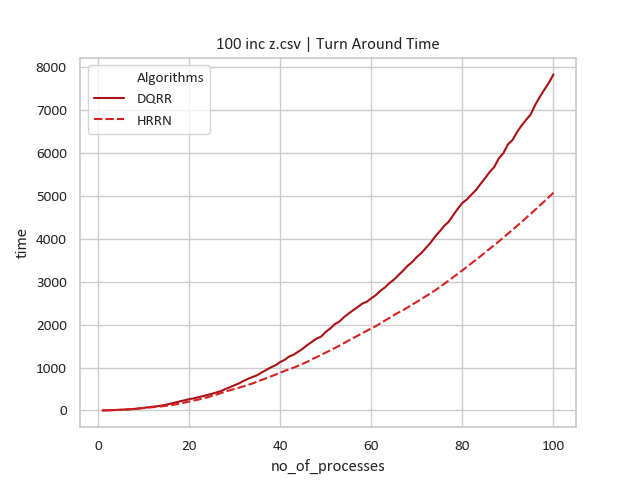 100 inc z.csv | Turn Around Time
Algorithms
DQRR
HRRN
time
8000
7000
6000
5000
4000
3000
2000
1000
0
0 20 40 60 80 100
no_of_processes